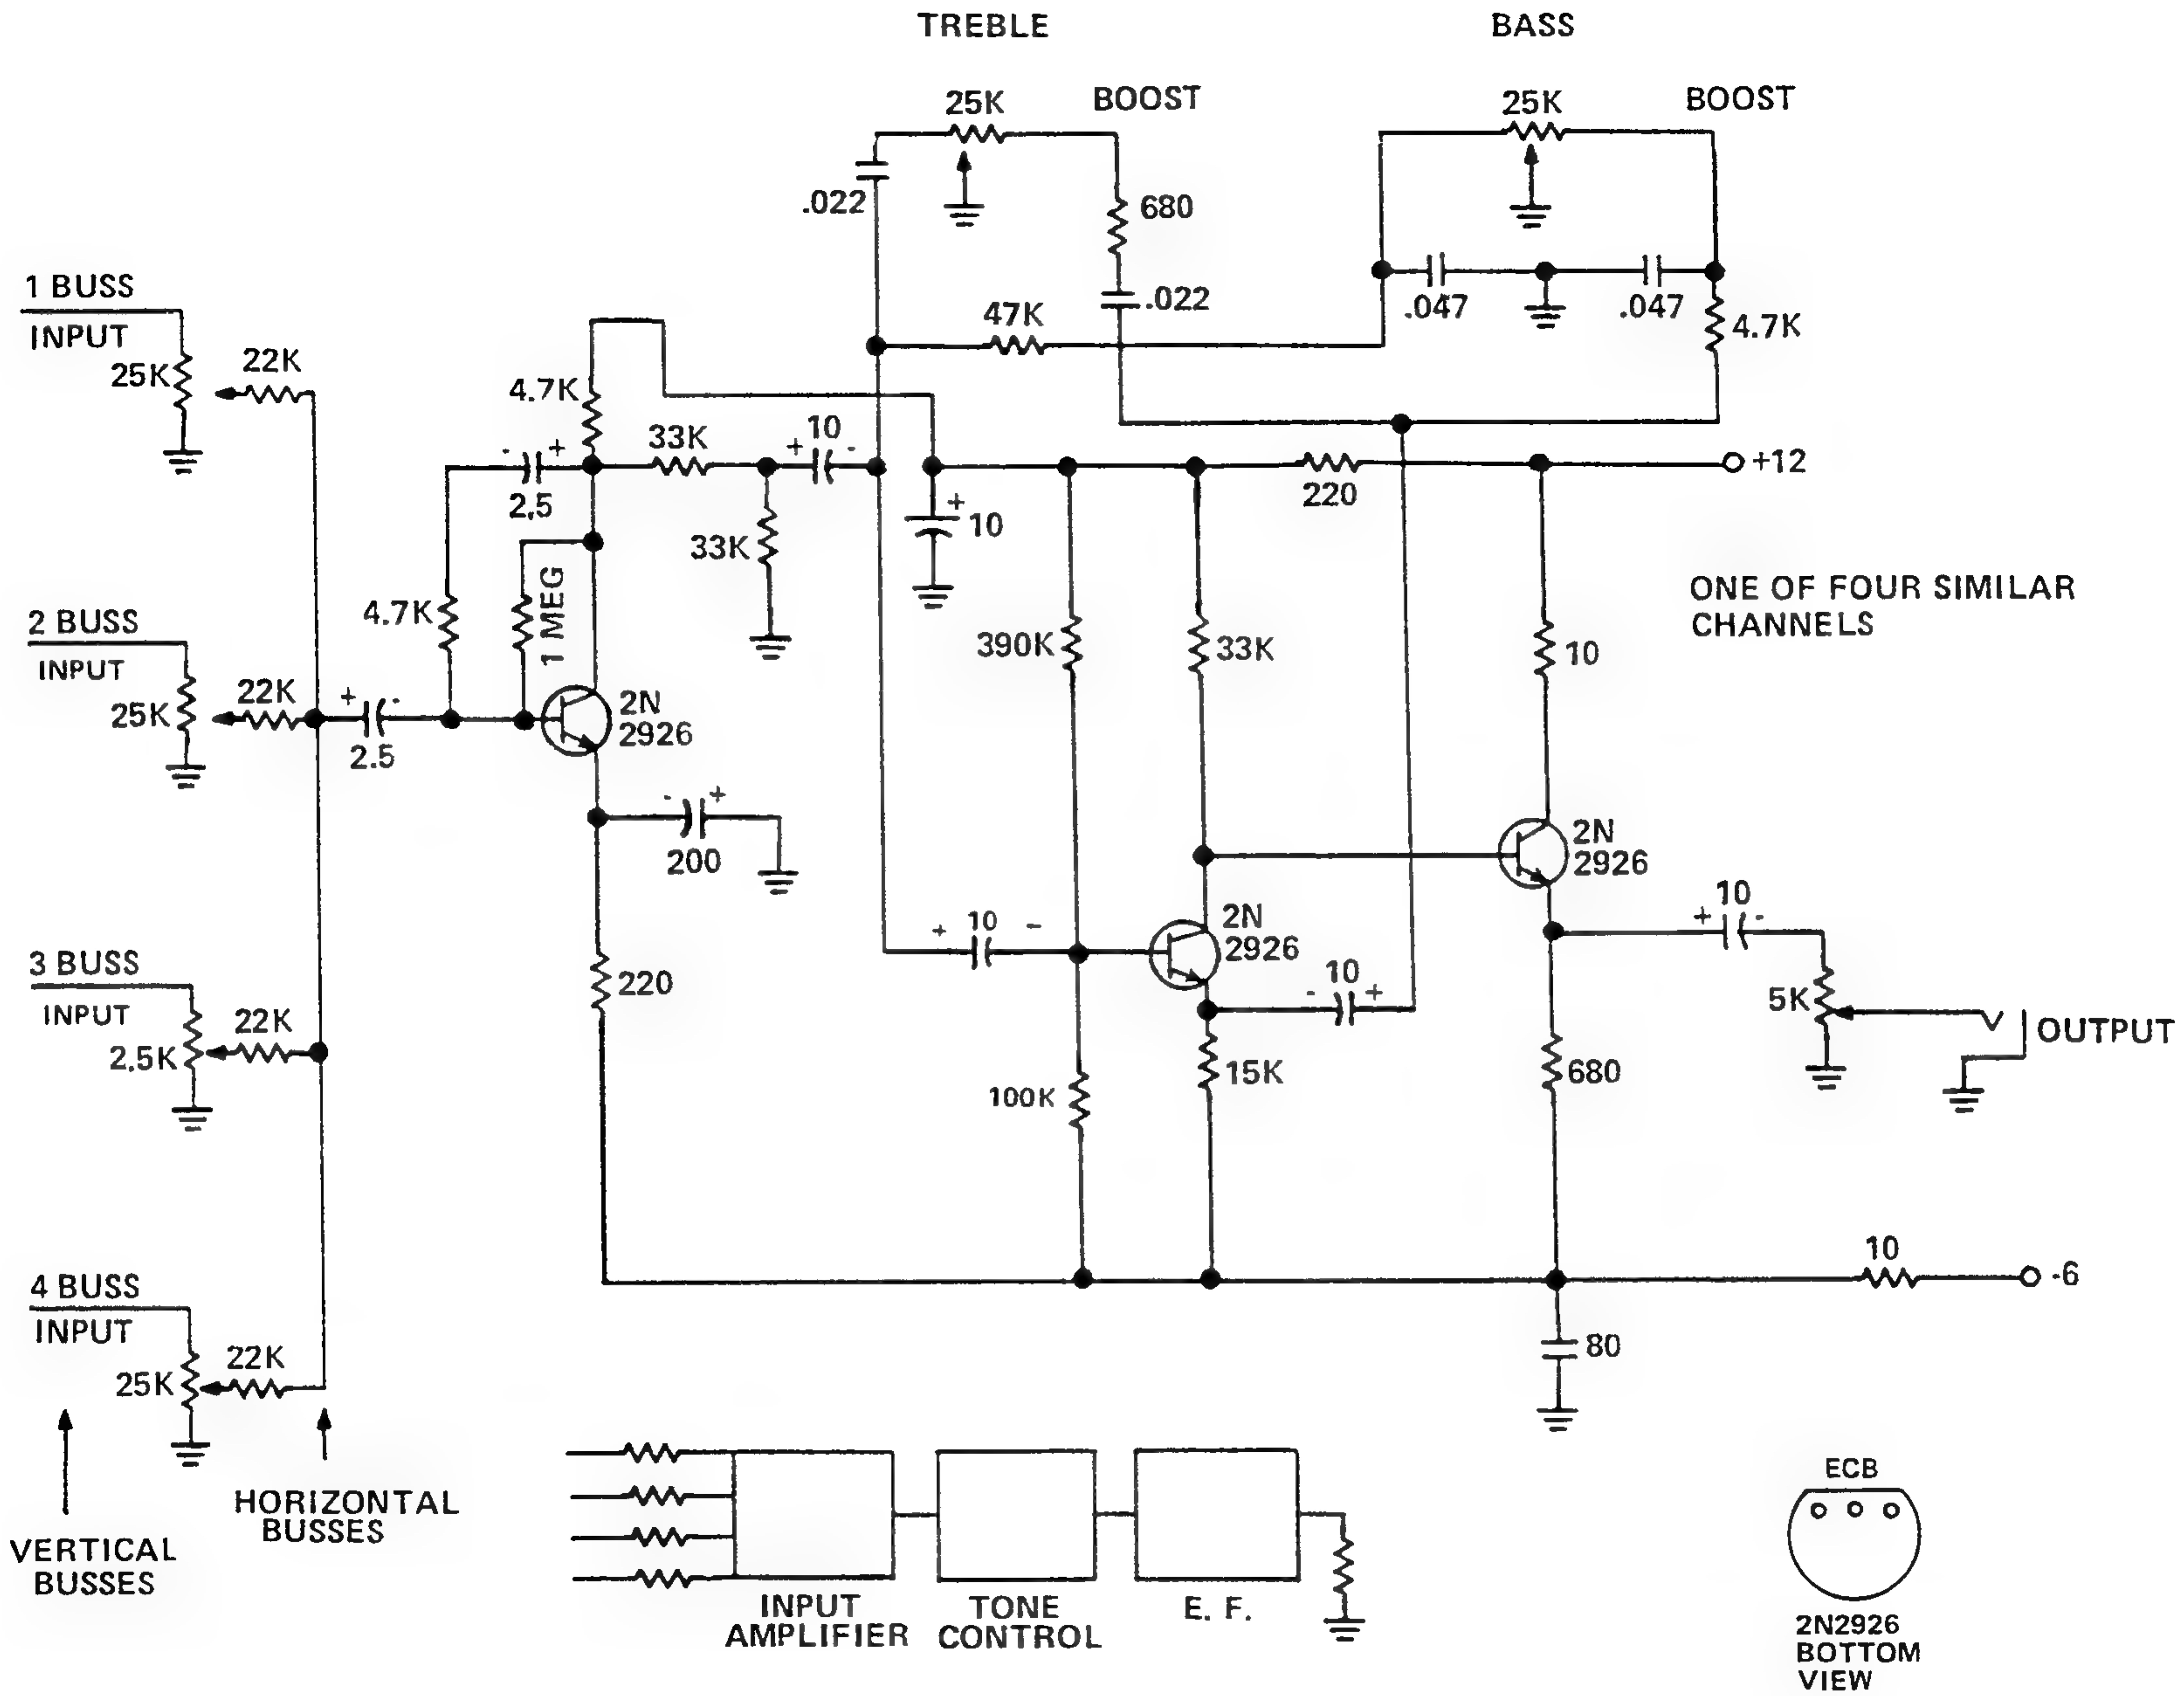 TREBLE
BASS
25K
BOOST
25K
BOOST
.022
680
.022
47K
.047
.047
4.7K
1 BUSS
INPUT
25K
22K
4.7K
33K
+ 10 -
- +
2.5
33K
+
10
220
+12
4.7K
1 MEG
390K
33K
10
ONE OF FOUR SIMILAR
CHANNELS
2 BUSS
INPUT
25K
22K
+ -
2.5
2N
2926
- +
200
2N
2926
220
+ 10 -
2N
2926
- 10 +
+ 10 -
5K
OUTPUT
3 BUSS
INPUT
2.5K
22K
100K
15K
680
10
-6
80
4 BUSS
INPUT
25K
22K
VERTICAL
BUSSES
HORIZONTAL
BUSSES
INPUT
AMPLIFIER
TONE
CONTROL
E. F.
ECB
2N2926
BOTTOM
VIEW